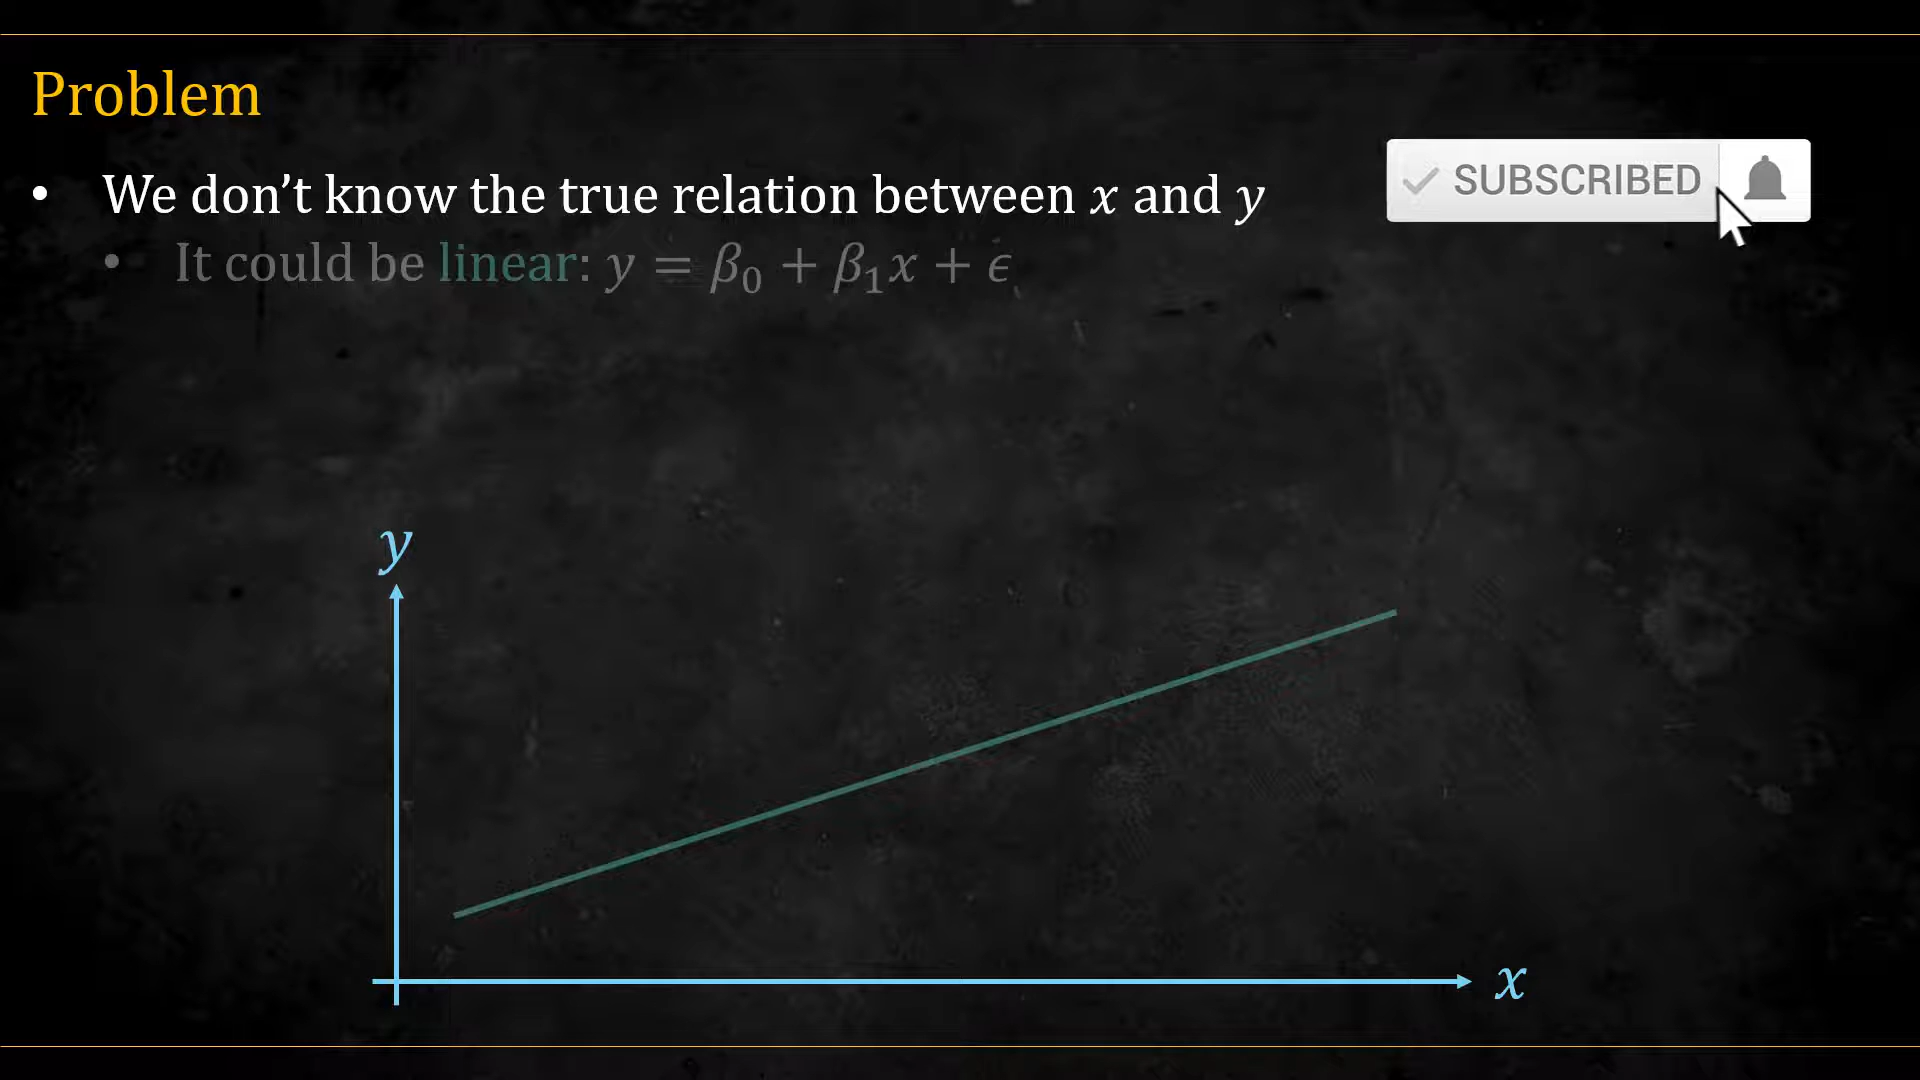 Problem
• We don’t know the true relation between x and y
SUBSCRIBED
• It could be linear: y = β₀ + β₁x + ϵ
y
x